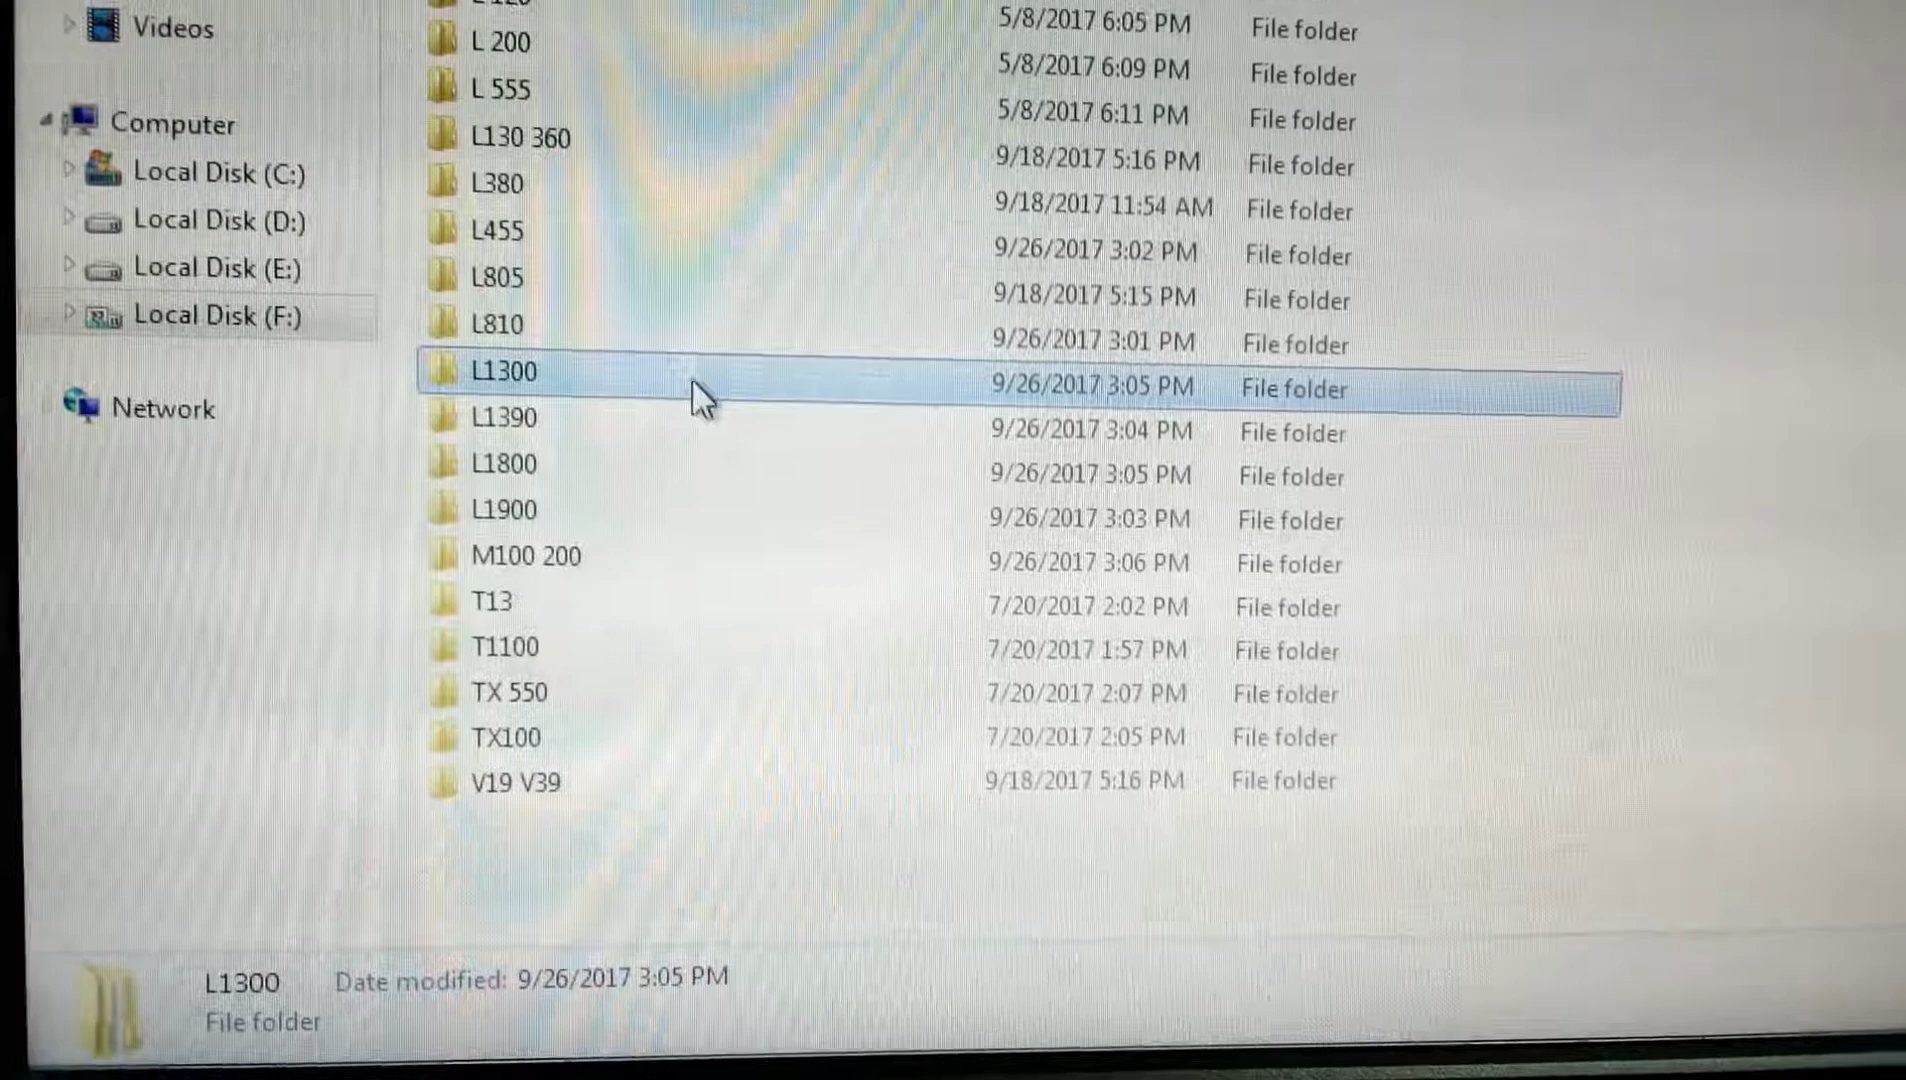 5/8/2017 6:05 PM File folder
Videos
L 200 5/8/2017 6:09 PM File folder
L 555 5/8/2017 6:11 PM File folder
Computer
L130 360 9/18/2017 5:16 PM File folder
Local Disk (C:)
L380 9/18/2017 11:54 AM File folder
Local Disk (D:)
L455 9/26/2017 3:02 PM File folder
Local Disk (E:)
L805 9/18/2017 5:15 PM File folder
Local Disk (F:)
L810 9/26/2017 3:01 PM File folder
L1300 9/26/2017 3:05 PM File folder
Network
L1390 9/26/2017 3:04 PM File folder
L1800 9/26/2017 3:05 PM File folder
L1900 9/26/2017 3:03 PM File folder
M100 200 9/26/2017 3:06 PM File folder
T13 7/20/2017 2:02 PM File folder
T1100 7/20/2017 1:57 PM File folder
TX 550 7/20/2017 2:07 PM File folder
TX100 7/20/2017 2:05 PM File folder
V19 V39 9/18/2017 5:16 PM File folder
L1300 Date modified: 9/26/2017 3:05 PM
File folder